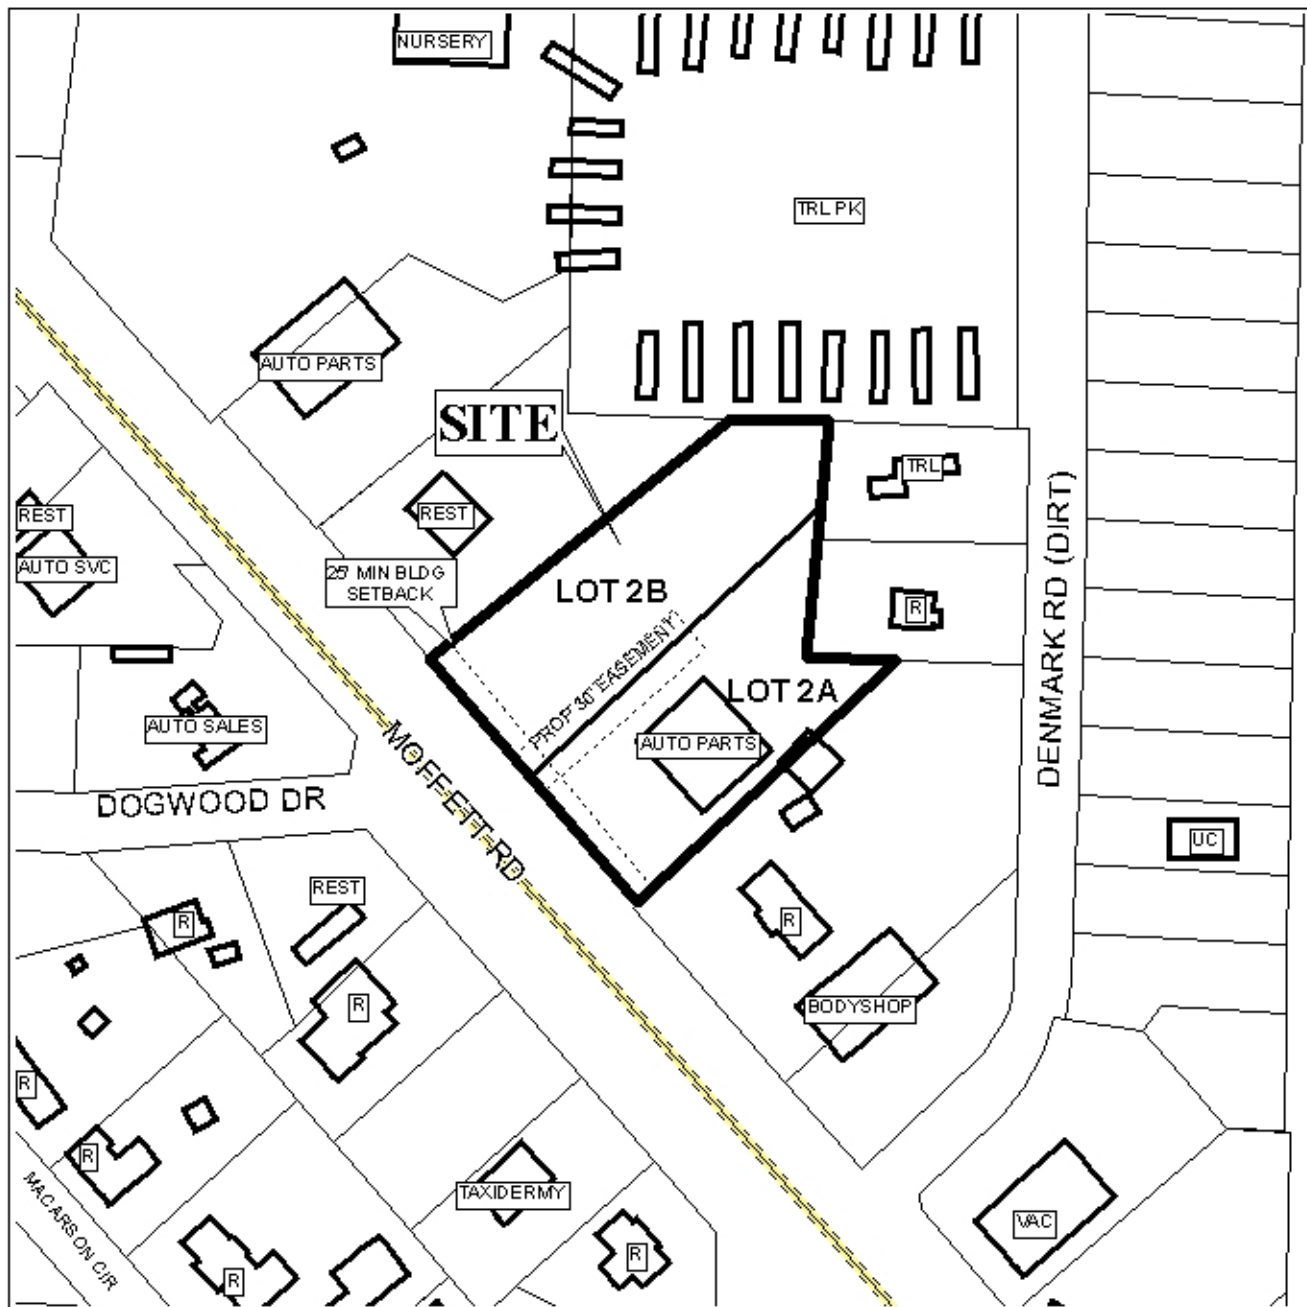 NURSERY
TRL PK
AUTO PARTS
SITE
TRL
REST
REST
AUTO SVC
25' MIN BLDG
SETBACK
LOT 2B
R
DENMARK RD (DIRT)
PROP 30' EASEMENT
LOT 2A
AUTO SALES
AUTO PARTS
MOFFETT RD
DOGWOOD DR
UC
REST
R
R
R
BODYSHOP
R
R
MACARSON CIR
TAXIDERMY
VAC
R
R